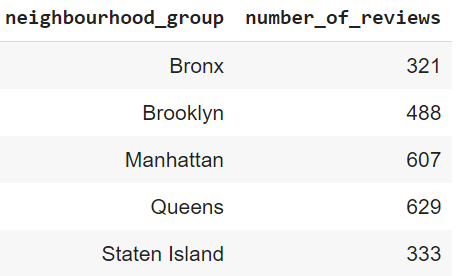 neighbourhood_group number_of_reviews
Bronx 321
Brooklyn 488
Manhattan 607
Queens 629
Staten Island 333